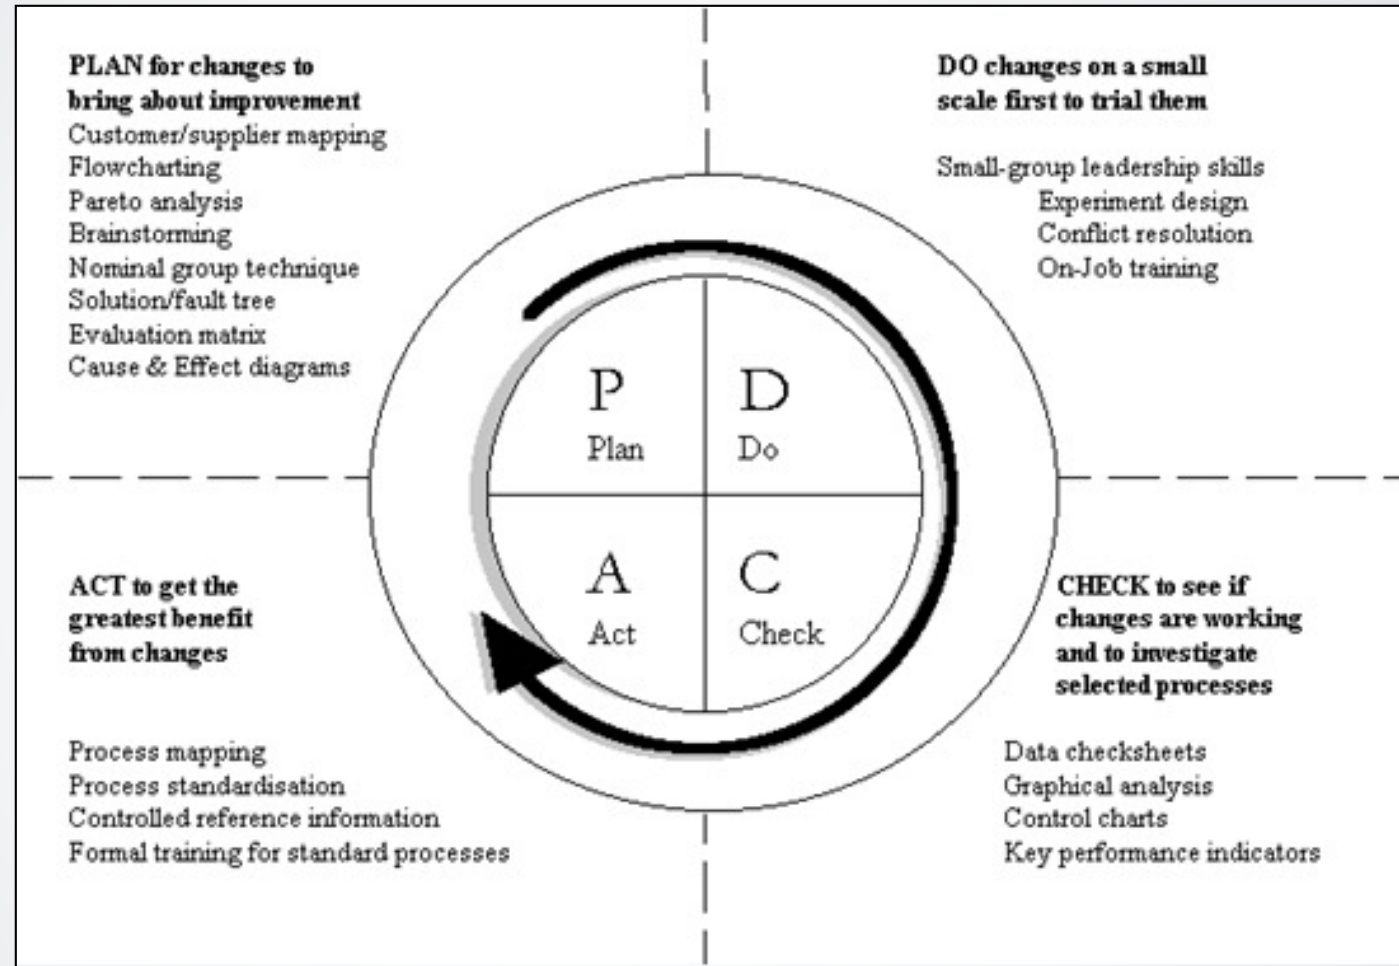 PLAN for changes to
bring about improvement
Customer/supplier mapping
Flowcharting
Pareto analysis
Brainstorming
Nominal group technique
Solution/fault tree
Evaluation matrix
Cause & Effect diagrams
DO changes on a small
scale first to trial them
Small-group leadership skills
Experiment design
Conflict resolution
On-Job training
P
Plan
D
Do
A
Act
C
Check
ACT to get the
greatest benefit
from changes
Process mapping
Process standardisation
Controlled reference information
Formal training for standard processes
CHECK to see if
changes are working
and to investigate
selected processes
Data checksheets
Graphical analysis
Control charts
Key performance indicators